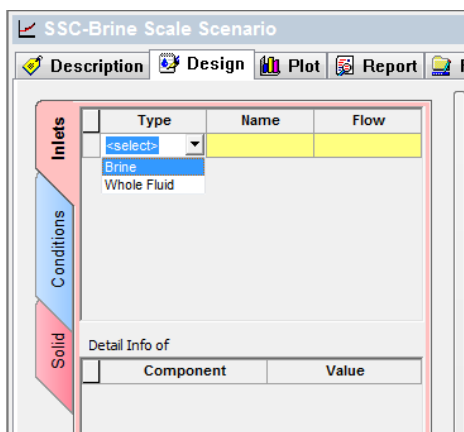 SSC-Brine Scale Scenario
Description Design Plot Report
Inlets
Conditions
Solid
Type Name Flow
<select>
Brine
Whole Fluid
Detail Info of
Component Value